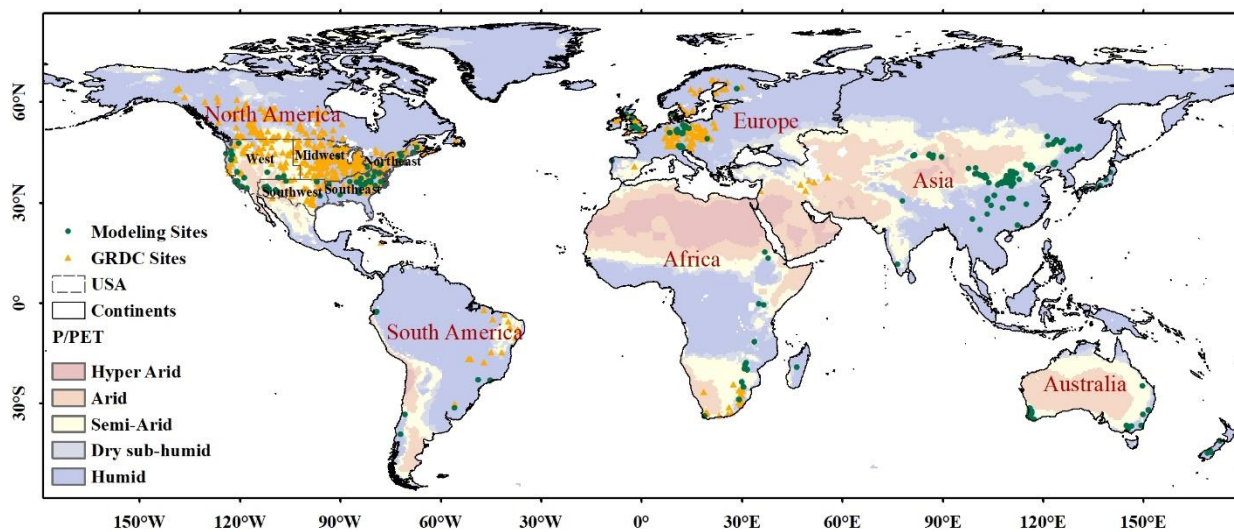 60°N
30°N
0°
30°S
North America
Europe
West
Midwest
Northeast
Southwest
Southeast
Asia
Africa
South America
Australia
Modeling Sites
GRDC Sites
USA
Continents
P/PET
Hyper Arid
Arid
Semi-Arid
Dry sub-humid
Humid
150°W
120°W
90°W
60°W
0°
30°E
60°E
90°E
120°E
150°E